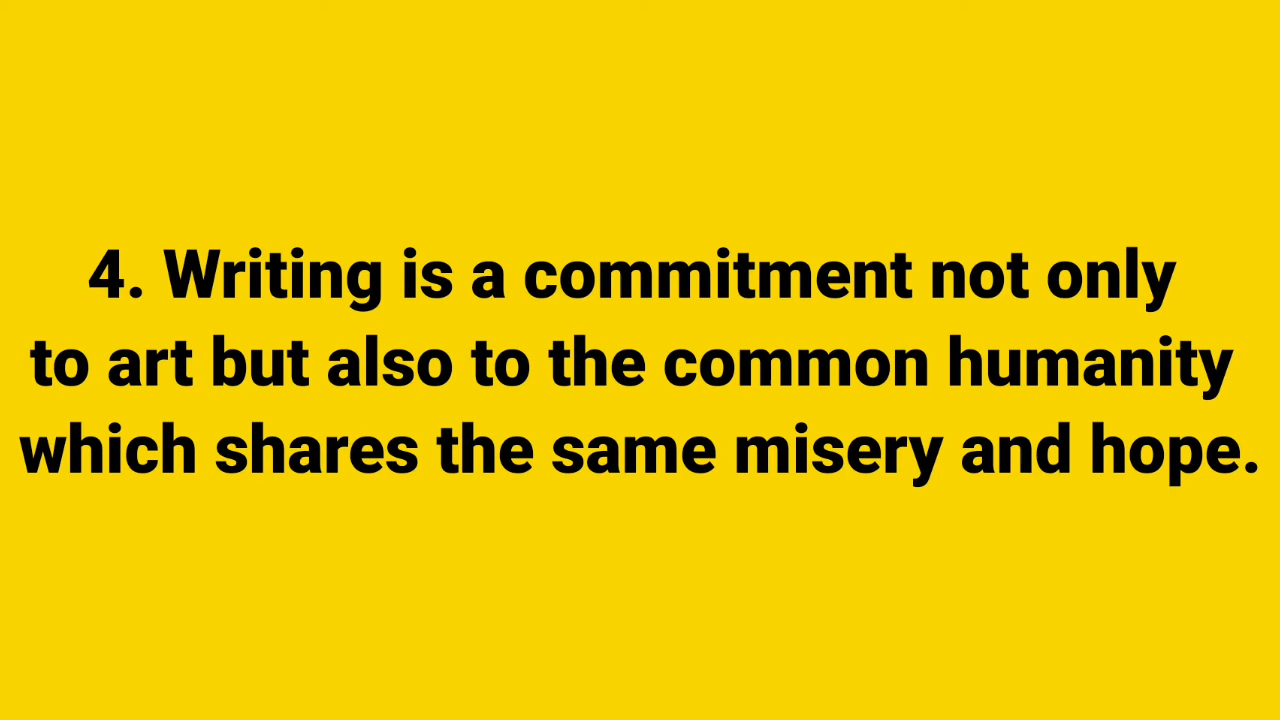 4. Writing is a commitment not only
to art but also to the common humanity
which shares the same misery and hope.